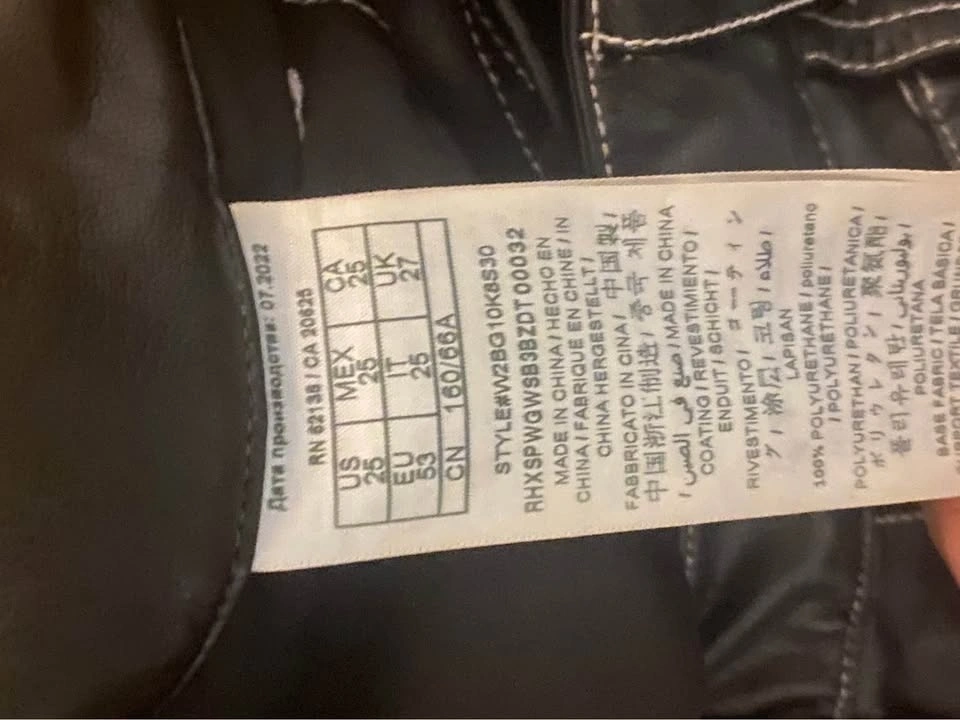 Дата производства: 07.2022
RN 62138 / CA 20625
US 25 MEX 25 CA 25
EU 53 IT 25 UK 27
CN 160/66A
STYLE#W2BG10K8S30
RHXSPWGWSB3BZDT00032
MADE IN CHINA / HECHO EN
CHINA / FABRIQUE EN CHINE / IN
CHINA HERGESTELLT /
FABBRICATO IN CINA / 中国製 /
中国浙江制造 / 중국 제품
/ صنع في الصين / MADE IN CHINA
COATING / REVESTIMIENTO /
ENDUIT / SCHICHT /
RIVESTIMENTO / コーティン
グ / 涂层 / 코팅 / طلاء /
LAPISAN
100% POLYURETHANE / poliuretano
/ POLYURETHANE /
POLYURETHAN / POLIURETANICA /
ポリウレタン / 聚氨酯 /
폴리우레탄 / بولیوریثان /
POLIURETANA
BASE FABRIC / TELA BASICA /